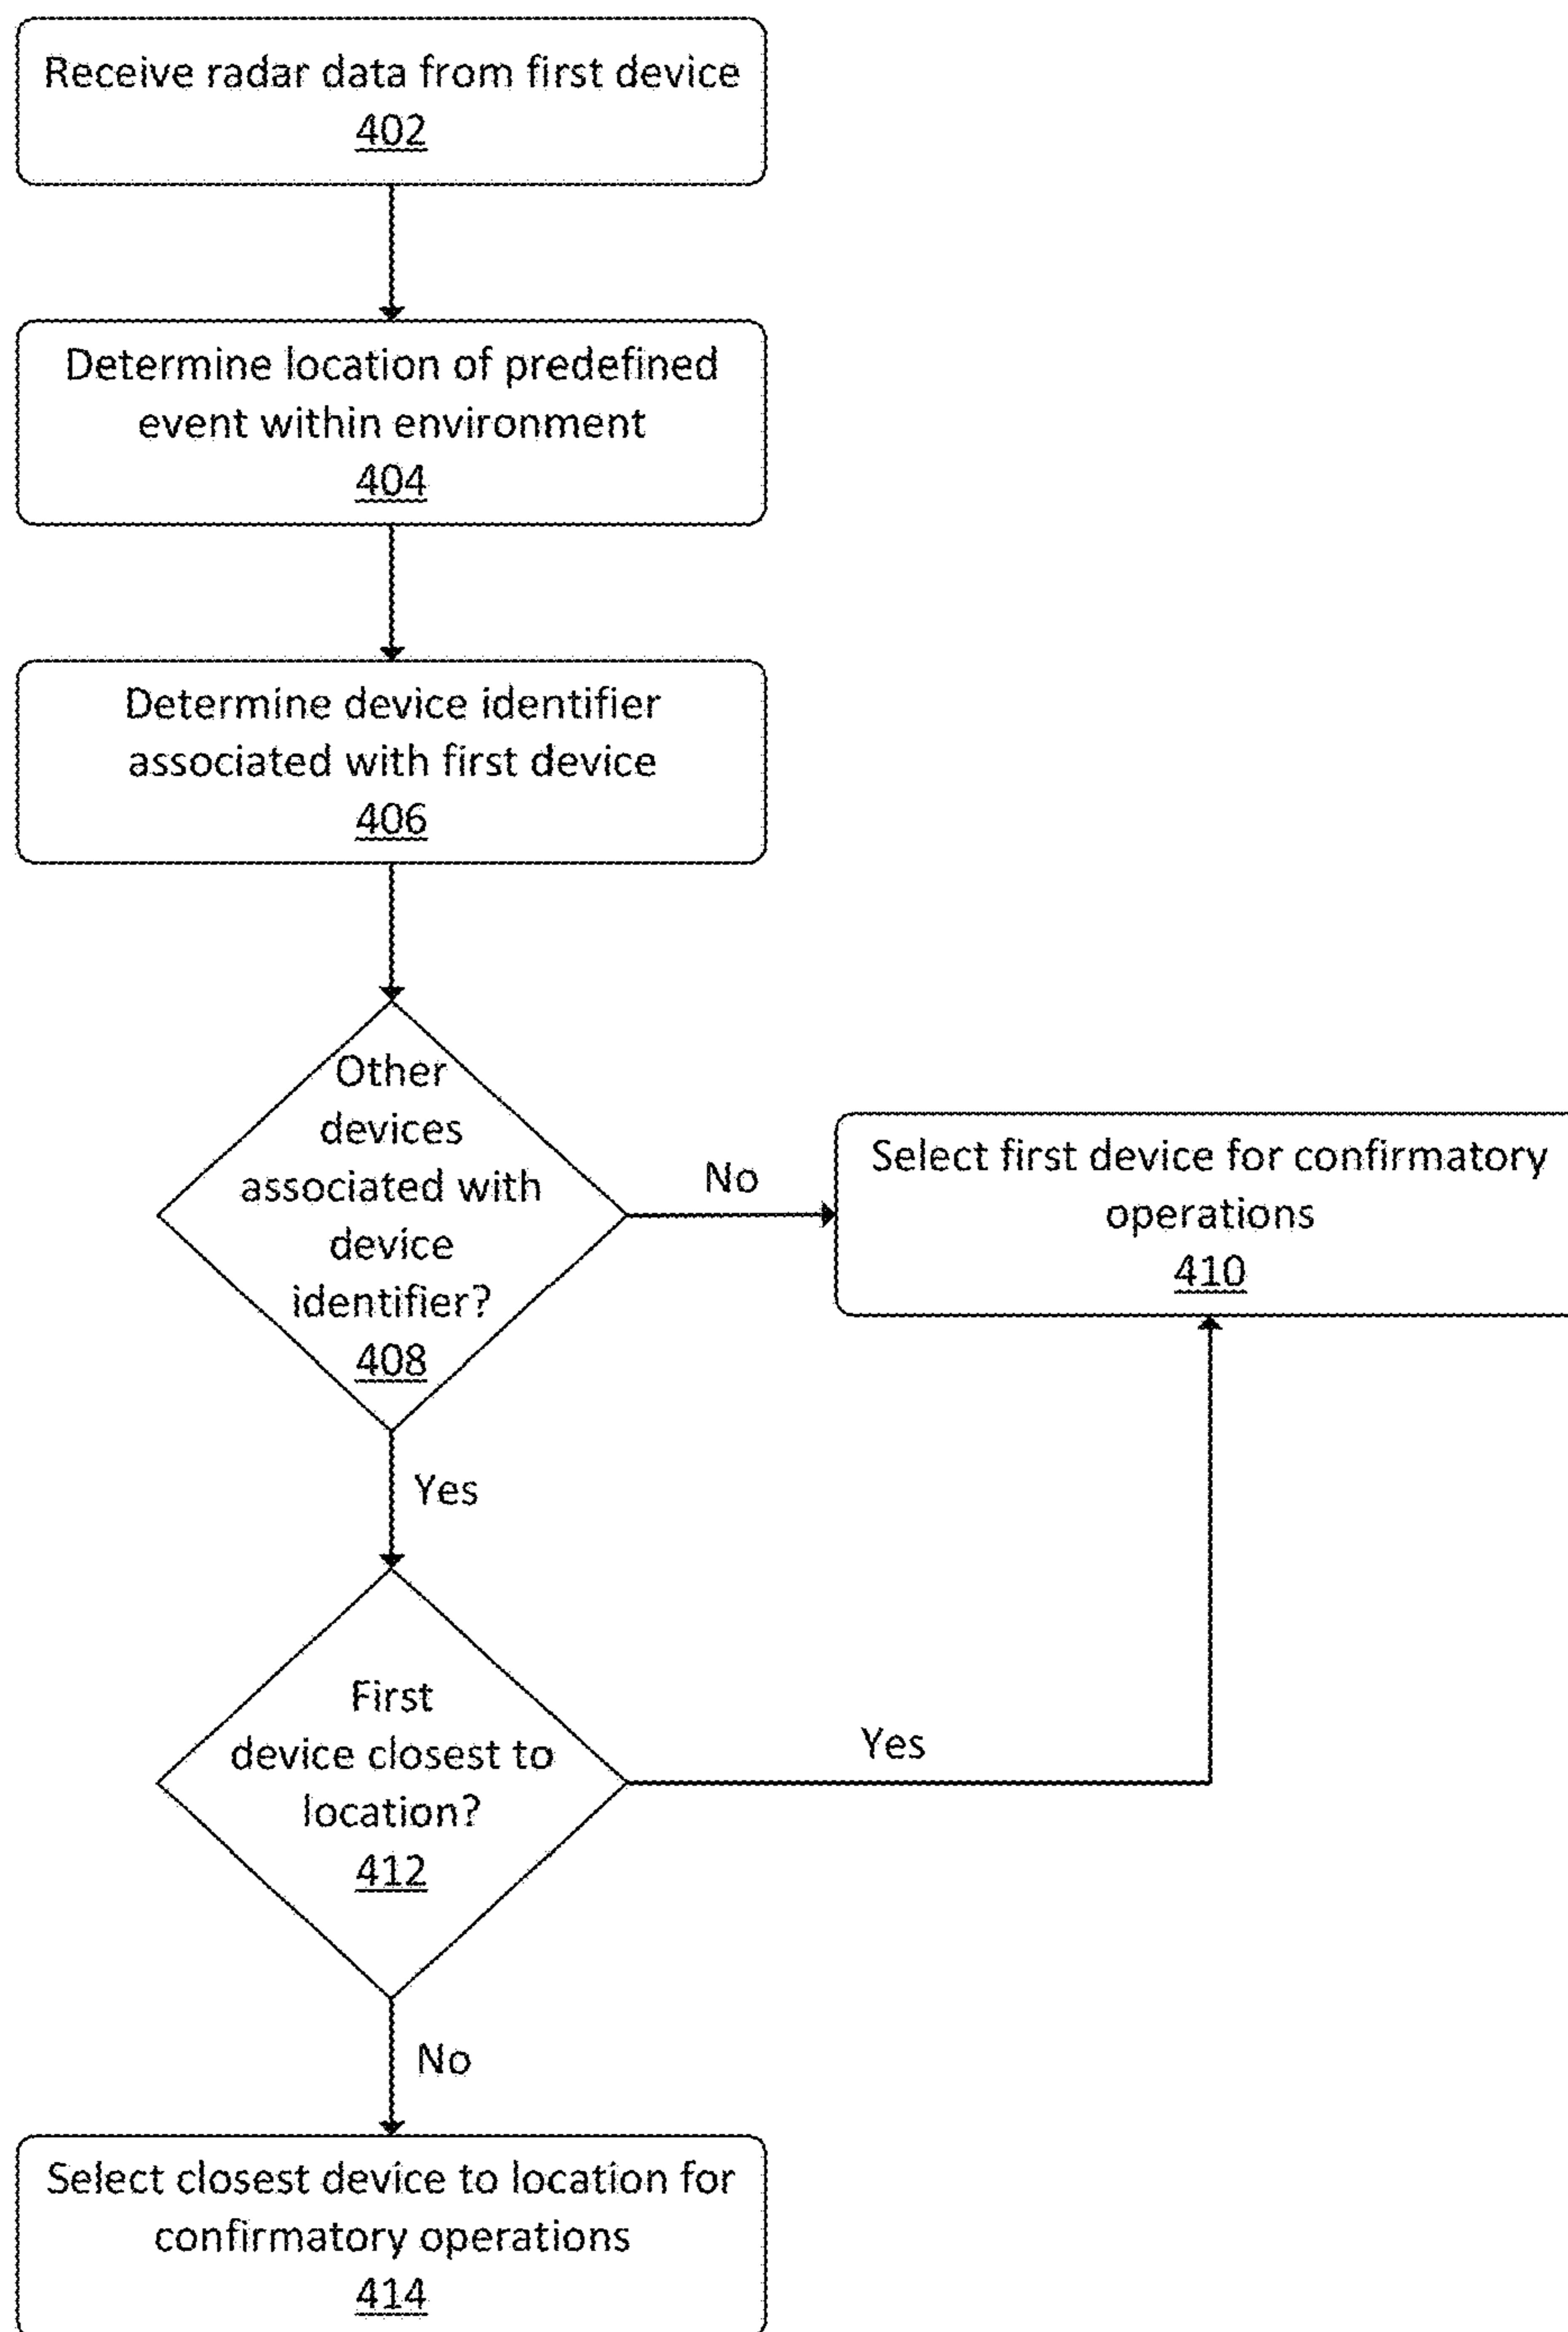 Receive radar data from first device
402
Determine location of predefined
event within environment
404
Determine device identifier
associated with first device
406
Other
devices
associated with
device
identifier?
408
No
Select first device for confirmatory
operations
410
Yes
First
device closest to
location?
412
Yes
No
Select closest device to location for
confirmatory operations
414